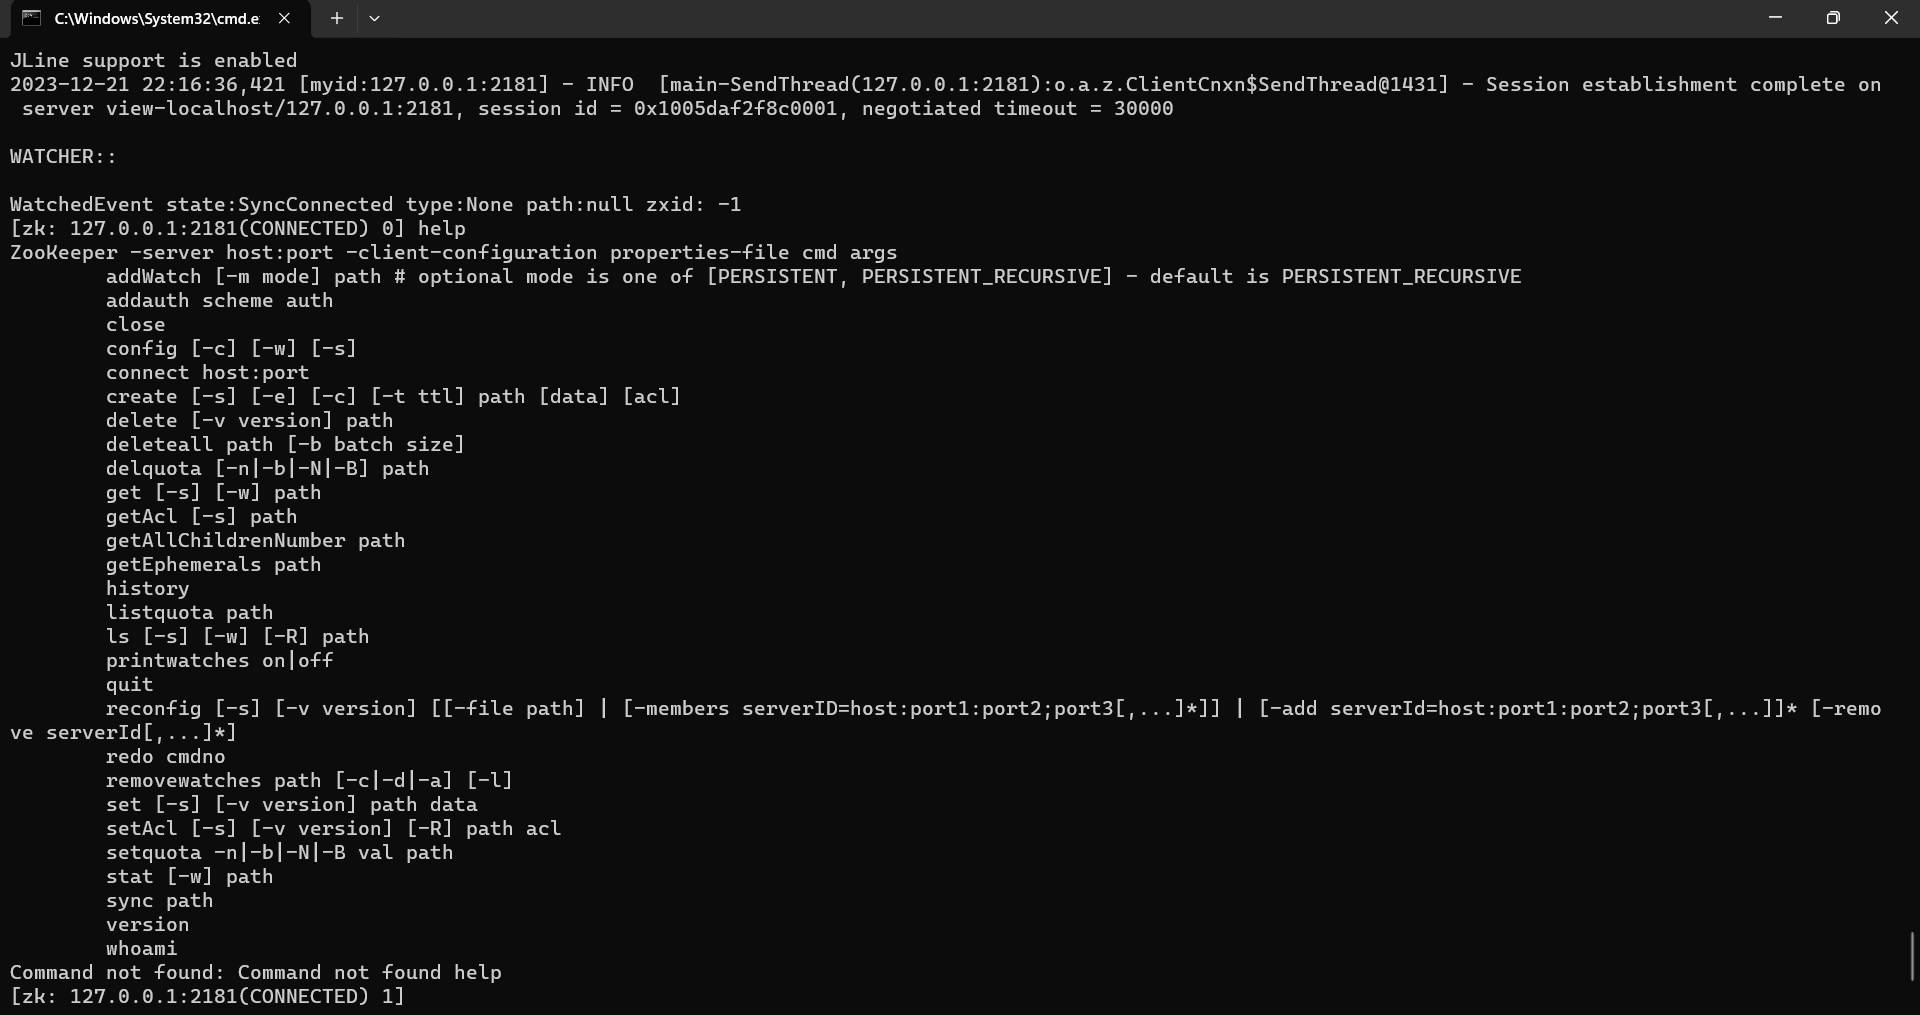 C:\Windows\System32\cmd.e
JLine support is enabled
2023-12-21 22:16:36,421 [myid:127.0.0.1:2181] - INFO  [main-SendThread(127.0.0.1:2181):o.a.z.ClientCnxn$SendThread@1431] - Session establishment complete on
 server view-localhost/127.0.0.1:2181, session id = 0x1005daf2f8c0001, negotiated timeout = 30000
WATCHER::
WatchedEvent state:SyncConnected type:None path:null zxid: -1
[zk: 127.0.0.1:2181(CONNECTED) 0] help
ZooKeeper -server host:port -client-configuration properties-file cmd args
        addWatch [-m mode] path # optional mode is one of [PERSISTENT, PERSISTENT_RECURSIVE] - default is PERSISTENT_RECURSIVE
        addauth scheme auth
        close
        config [-c] [-w] [-s]
        connect host:port
        create [-s] [-e] [-c] [-t ttl] path [data] [acl]
        delete [-v version] path
        deleteall path [-b batch size]
        delquota [-n|-b|-N|-B] path
        get [-s] [-w] path
        getAcl [-s] path
        getAllChildrenNumber path
        getEphemerals path
        history
        listquota path
        ls [-s] [-w] [-R] path
        printwatches on|off
        quit
        reconfig [-s] [-v version] [[-file path] | [-members serverID=host:port1:port2;port3[,...]*]] | [-add serverId=host:port1:port2;port3[,...]]* [-remo
ve serverId[,...]*]
        redo cmdno
        removewatches path [-c|-d|-a] [-l]
        set [-s] [-v version] path data
        setAcl [-s] [-v version] [-R] path acl
        setquota -n|-b|-N|-B val path
        stat [-w] path
        sync path
        version
        whoami
Command not found: Command not found help
[zk: 127.0.0.1:2181(CONNECTED) 1]